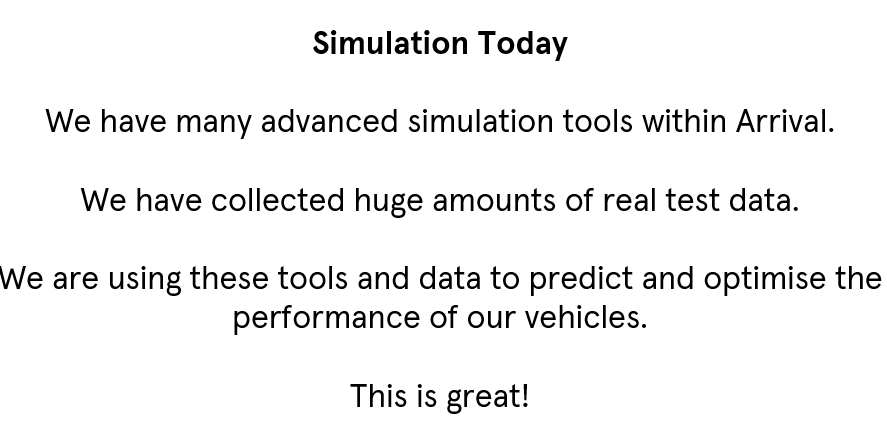 Simulation Today
We have many advanced simulation tools within Arrival.
We have collected huge amounts of real test data.
We are using these tools and data to predict and optimise the
performance of our vehicles.
This is great!